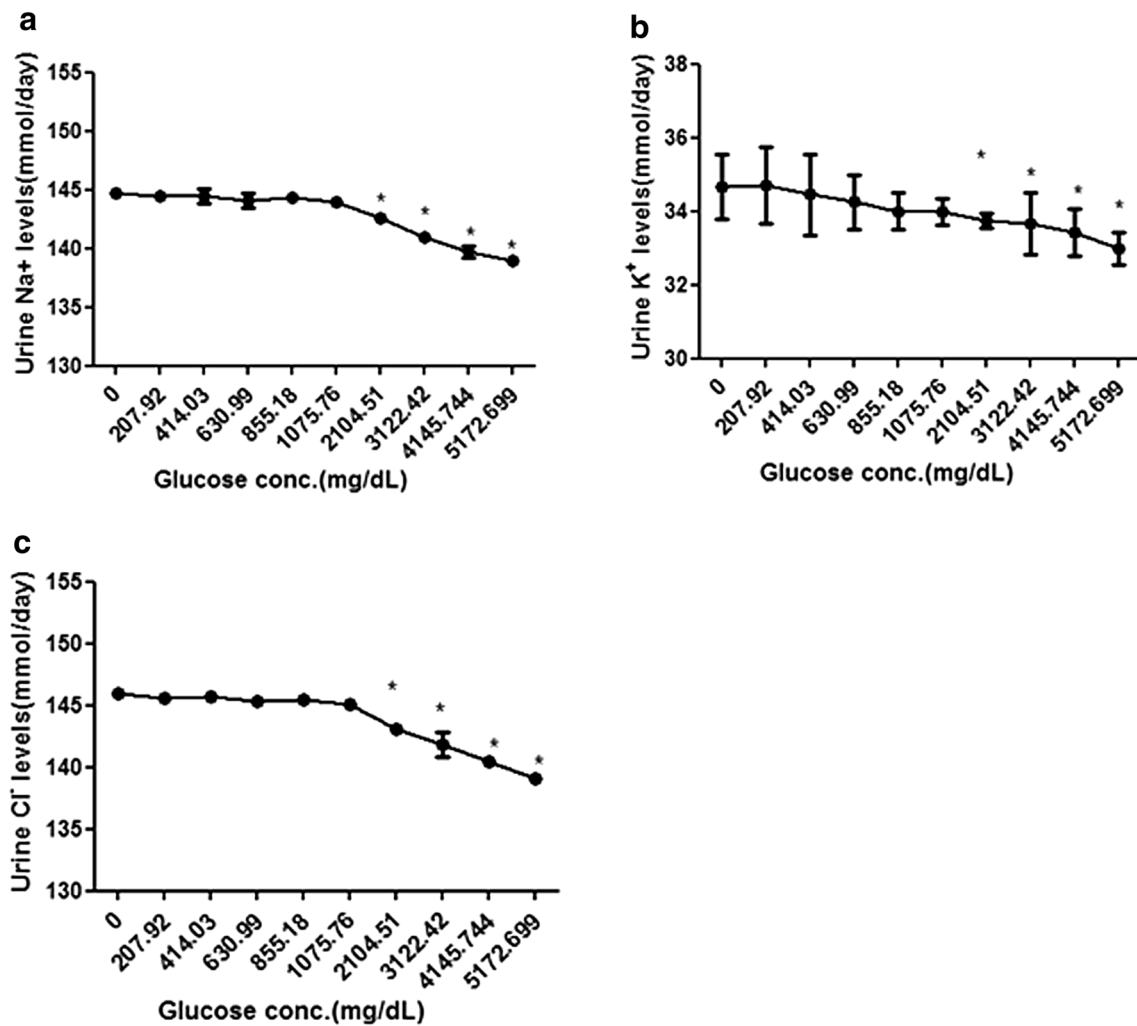 a
Urine Na+ levels(mmol/day)
155
150
145
140
135
130
* * * *
0 207.92 414.03 630.99 855.18 1075.76 2104.51 3122.42 4145.744 5172.699
Glucose conc.(mg/dL)
b
Urine K+ levels(mmol/day)
38
36
34
32
30
* * * *
0 207.92 414.03 630.99 855.18 1075.76 2104.51 3122.42 4145.744 5172.699
Glucose conc.(mg/dL)
c
Urine Cl- levels(mmol/day)
155
150
145
140
135
130
* * * *
0 207.92 414.03 630.99 855.18 1075.76 2104.51 3122.42 4145.744 5172.699
Glucose conc.(mg/dL)